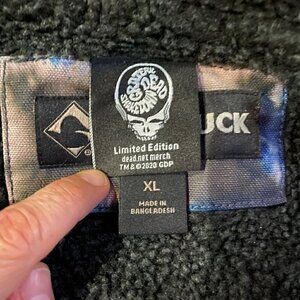 GRATEFUL DEAD
Limited Edition
dead.net merch
TM & © 2020 GDP
UCK
®
XL
MADE IN
BANGLADESH